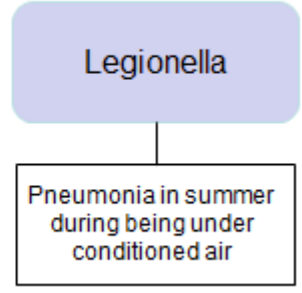 Legionella
Pneumonia in summer
during being under
conditioned air